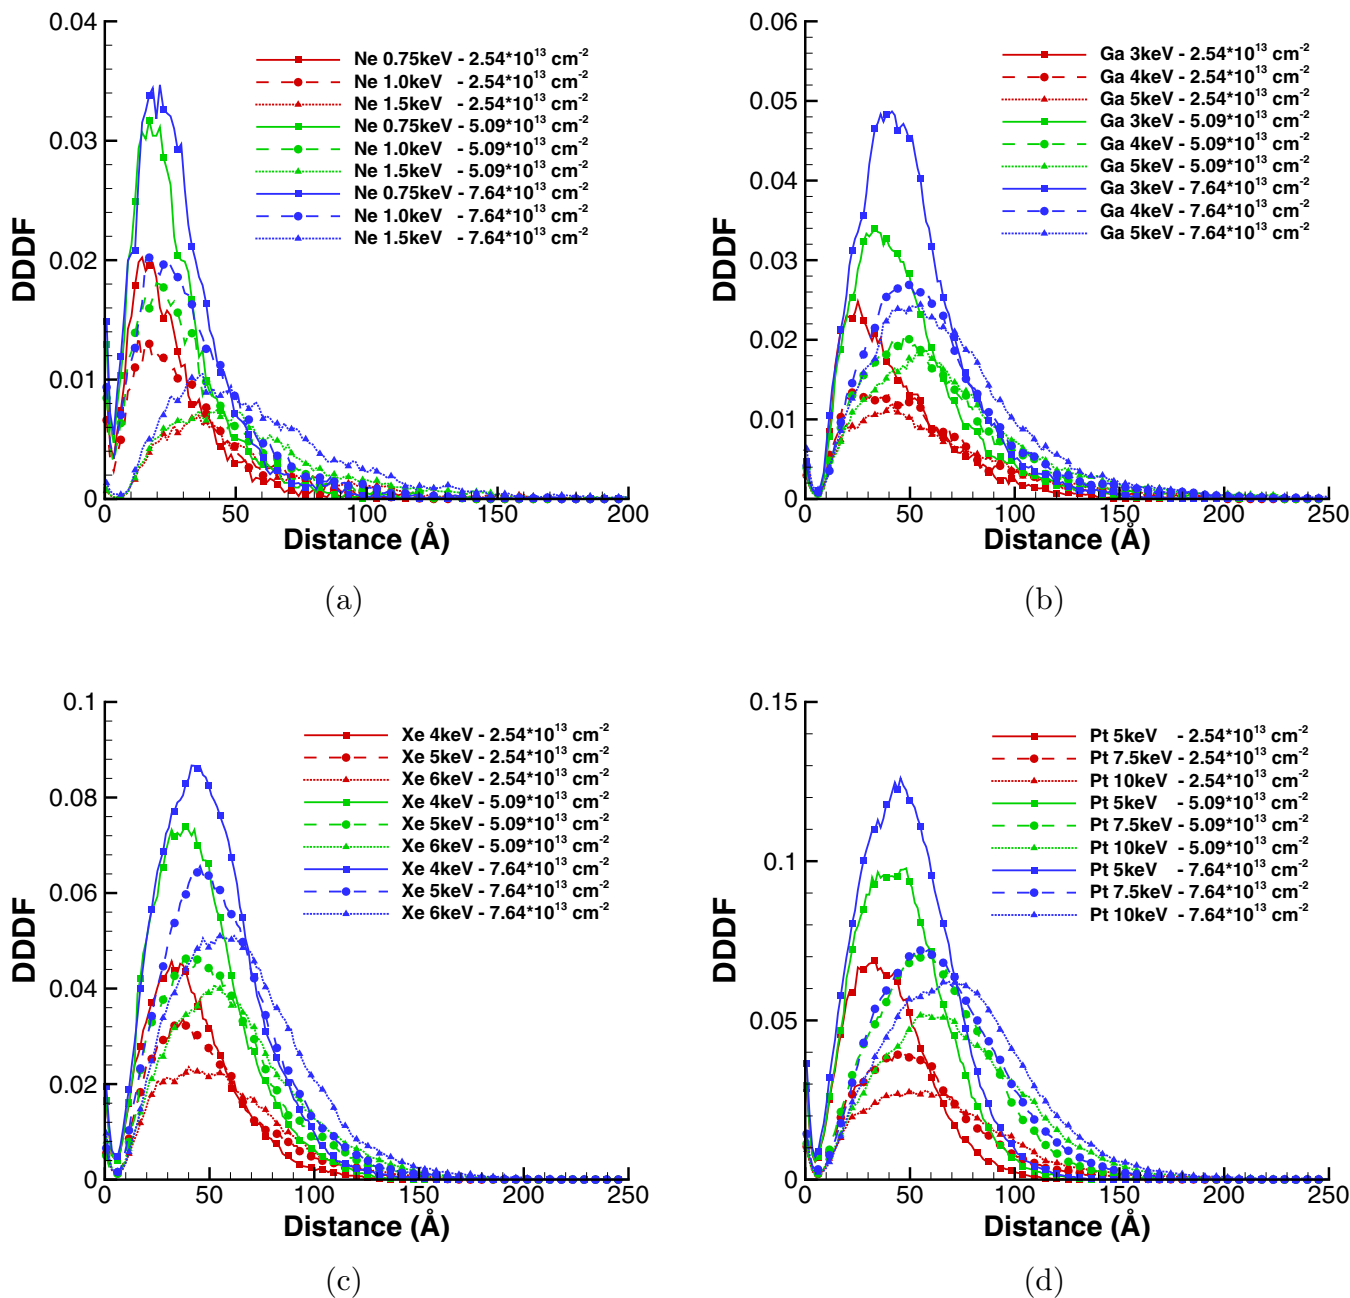 DDDF
0.04
0.03
0.02
0.01
0
Ne 0.75keV - 2.54*10^13 cm^-2
Ne 1.0keV - 2.54*10^13 cm^-2
Ne 1.5keV - 2.54*10^13 cm^-2
Ne 0.75keV - 5.09*10^13 cm^-2
Ne 1.0keV - 5.09*10^13 cm^-2
Ne 1.5keV - 5.09*10^13 cm^-2
Ne 0.75keV - 7.64*10^13 cm^-2
Ne 1.0keV - 7.64*10^13 cm^-2
Ne 1.5keV - 7.64*10^13 cm^-2
0 50 100 150 200
Distance (Å)
(a)
DDDF
0.06
0.05
0.04
0.03
0.02
0.01
0
Ga 3keV - 2.54*10^13 cm^-2
Ga 4keV - 2.54*10^13 cm^-2
Ga 5keV - 2.54*10^13 cm^-2
Ga 3keV - 5.09*10^13 cm^-2
Ga 4keV - 5.09*10^13 cm^-2
Ga 5keV - 5.09*10^13 cm^-2
Ga 3keV - 7.64*10^13 cm^-2
Ga 4keV - 7.64*10^13 cm^-2
Ga 5keV - 7.64*10^13 cm^-2
0 50 100 150 200 250
Distance (Å)
(b)
DDDF
0.1
0.08
0.06
0.04
0.02
0
Xe 4keV - 2.54*10^13 cm^-2
Xe 5keV - 2.54*10^13 cm^-2
Xe 6keV - 2.54*10^13 cm^-2
Xe 4keV - 5.09*10^13 cm^-2
Xe 5keV - 5.09*10^13 cm^-2
Xe 6keV - 5.09*10^13 cm^-2
Xe 4keV - 7.64*10^13 cm^-2
Xe 5keV - 7.64*10^13 cm^-2
Xe 6keV - 7.64*10^13 cm^-2
0 50 100 150 200 250
Distance (Å)
(c)
DDDF
0.15
0.1
0.05
0
Pt 5keV - 2.54*10^13 cm^-2
Pt 7.5keV - 2.54*10^13 cm^-2
Pt 10keV - 2.54*10^13 cm^-2
Pt 5keV - 5.09*10^13 cm^-2
Pt 7.5keV - 5.09*10^13 cm^-2
Pt 10keV - 5.09*10^13 cm^-2
Pt 5keV - 7.64*10^13 cm^-2
Pt 7.5keV - 7.64*10^13 cm^-2
Pt 10keV - 7.64*10^13 cm^-2
0 50 100 150 200 250
Distance (Å)
(d)